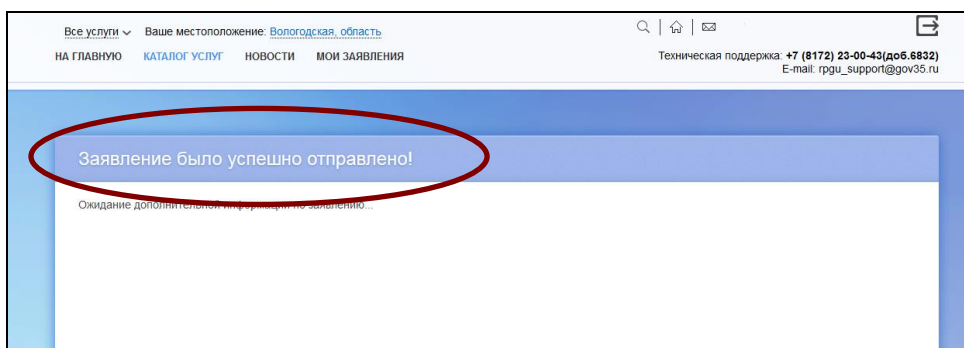 Все услуги Ваше местоположение: Вологодская, область
НА ГЛАВНУЮ КАТАЛОГ УСЛУГ НОВОСТИ МОИ ЗАЯВЛЕНИЯ
Техническая поддержка: +7 (8172) 23-00-43(доб.6832)
E-mail: rpgu_support@gov35.ru
Заявление было успешно отправлено!
Ожидание дополнительной информации по заявлению...